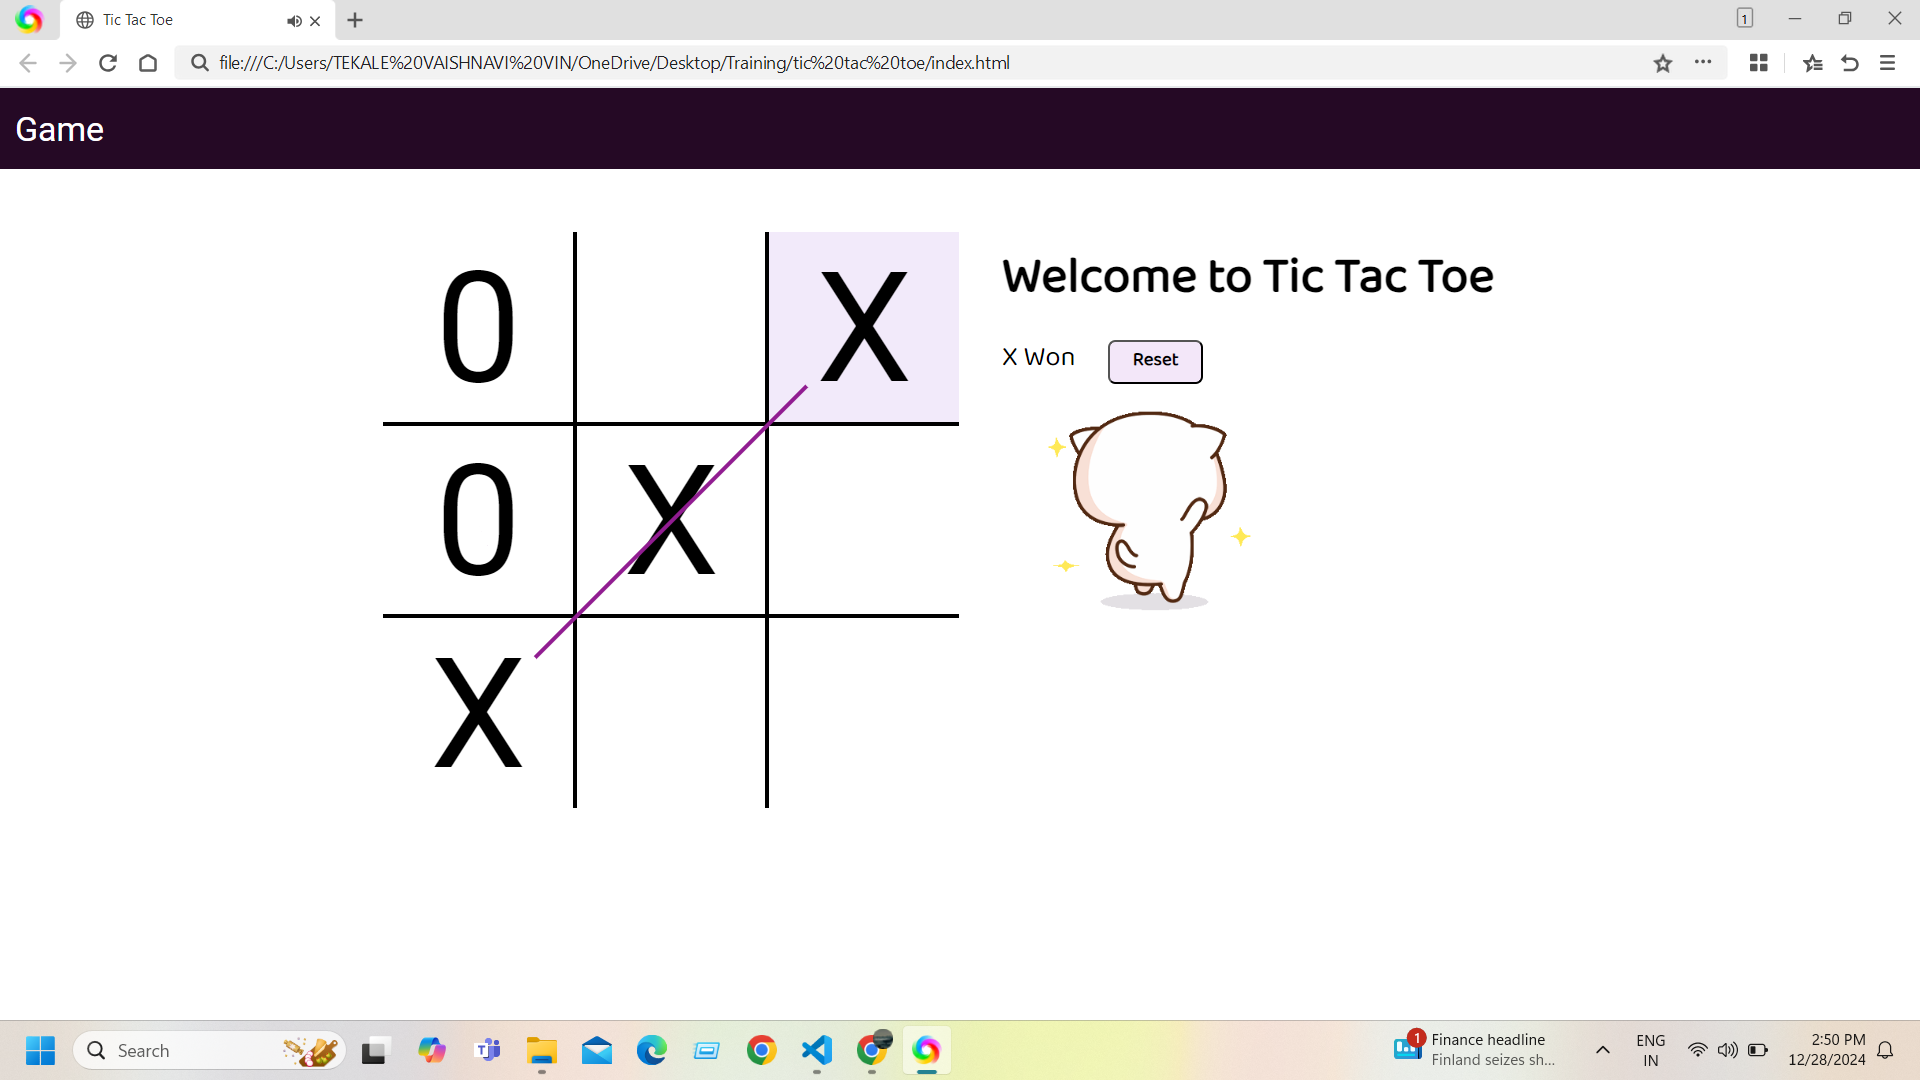 Tic Tac Toe
1
file:///C:/Users/TEKALE%20VAISHNAVI%20VIN/OneDrive/Desktop/Training/tic%20tac%20toe/index.html
Game
0 X
0 X
X
Welcome to Tic Tac Toe
X Won Reset
Search
1
Finance headline
Finland seizes sh...
ENG
IN
2:50 PM
12/28/2024